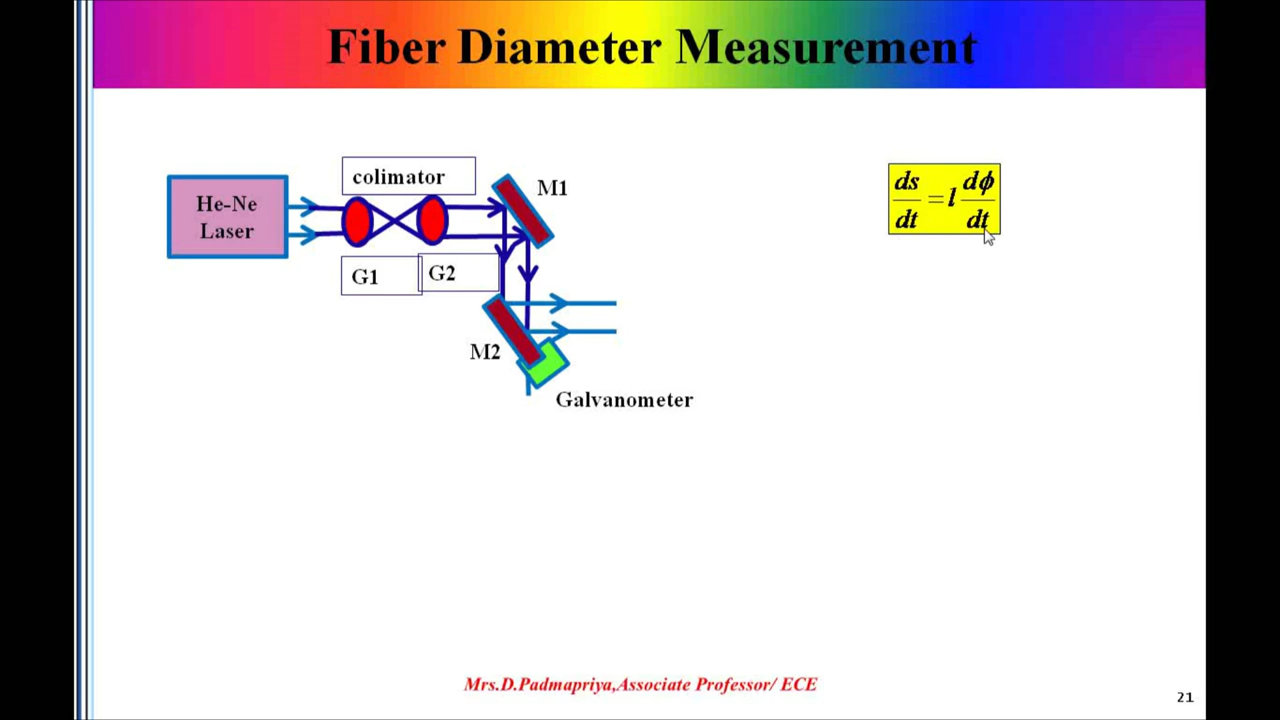 Fiber Diameter Measurement
colimator
M1
He-Ne
Laser
ds/dt = l dϕ/dt
G1
G2
M2
Galvanometer
Mrs.D.Padmapriya,Associate Professor/ ECE
21